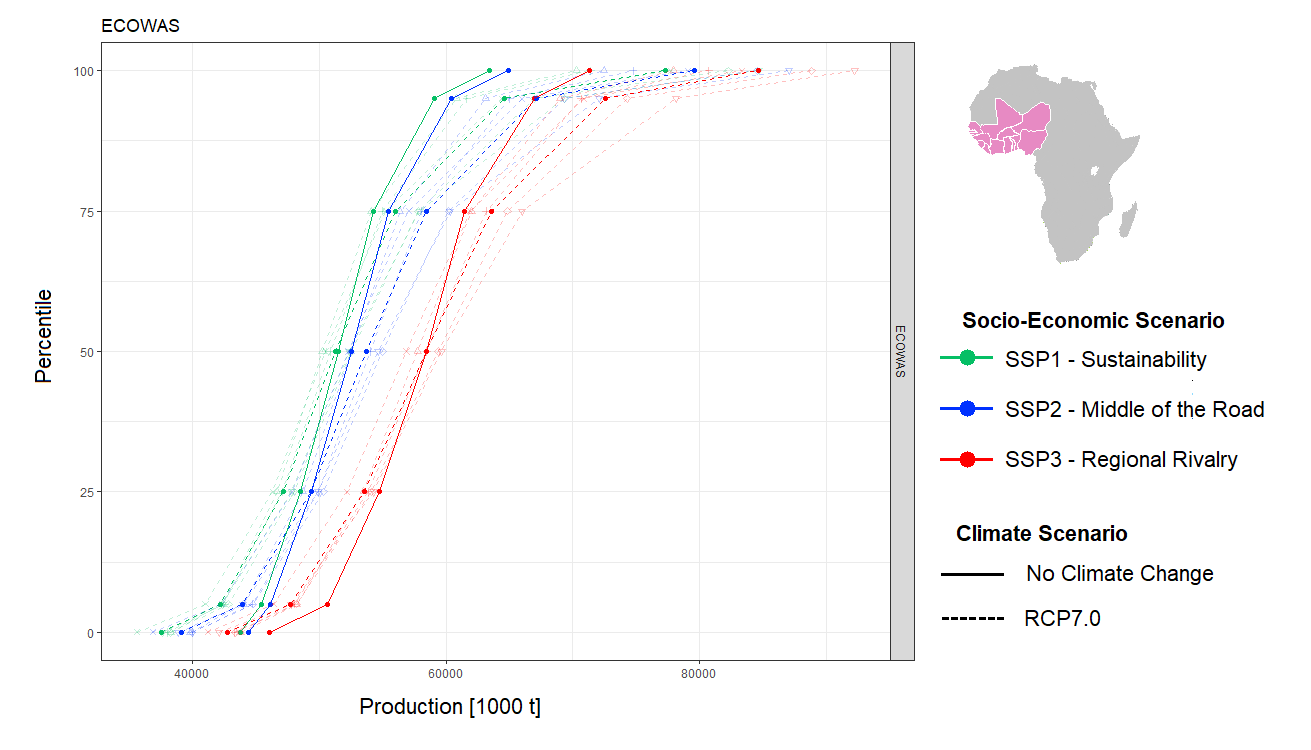 ECOWAS
100
75
50
25
0
Percentile
40000
60000
80000
Production [1000 t]
ECOWAS
Socio-Economic Scenario
SSP1 - Sustainability
SSP2 - Middle of the Road
SSP3 - Regional Rivalry
Climate Scenario
No Climate Change
RCP7.0